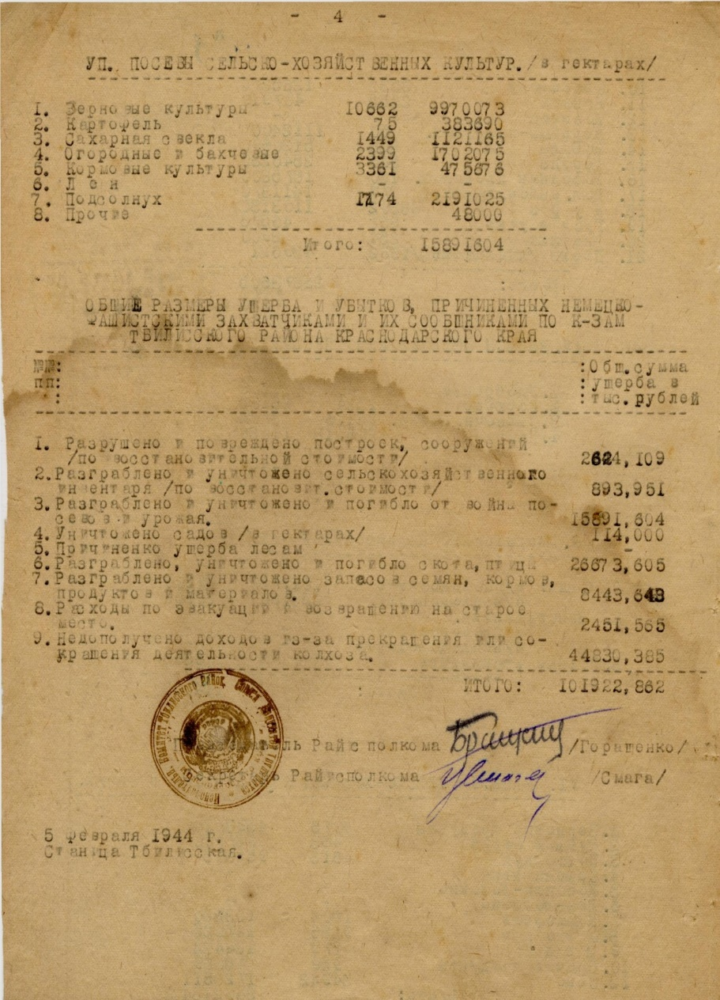 - 4 -
УП. ПОСЕВЫ СЕЛЬСКО-ХОЗЯЙСТВЕННЫХ КУЛЬТУР. /в гектарах/
1. Зерновые культуры 10662 9970073
2. Картофель 75 383690
3. Сахарная свекла 1449 1121165
4. Огородные и бахчевые 2399 1702075
5. Кормовые культуры 3361 475676
6. Л е н - -
7. Подсолнух 1174 2191025
8. Прочие 48000
Итого: 15891604
ОБЩИЕ РАЗМЕРЫ УЩЕРБА И УБЫТКОВ, ПРИЧИНЕННЫХ НЕМЕЦКО-
ФАШИСТСКИМИ ЗАХВАТЧИКАМИ И ИХ СООБЩНИКАМИ ПО К-ЗАМ
ТБИЛИССКОГО РАЙОНА КРАСНОДАРСКОГО КРАЯ
№№: :Общ.сумма
пп: :ущерба в
: :тыс.рублей
1. Разрушено и повреждено построек, сооружений
/по восстановительной стоимости/ 2624,109
2.Разграблено и уничтожено сельскохозяйственного
инвентаря /по восстановит.стоимости/ 893,951
3.Разграблено и уничтожено и погибло от войны по-
севов и урожая. 15891,604
4.Уничтожено садов /в гектарах/ 114,000
5.Причиненко ущерба лесам -
6.Разграблено, уничтожено и погибло скота,птицы 26673,605
7.Разграблено и уничтожено запасов семян, кормов,
продуктов и материалов. 8443,643
8.Расходы по эвакуации и возвращению на старое
место. 2451,565
9.Недополучено доходов из-за прекращения или со-
кращения деятельности колхоза. 44830,385
ИТОГО: 101922,862
Райсполкома /Горащенко/
Райисполкома /Смага/
5 февраля 1944 г.
Станица Тбилисская.